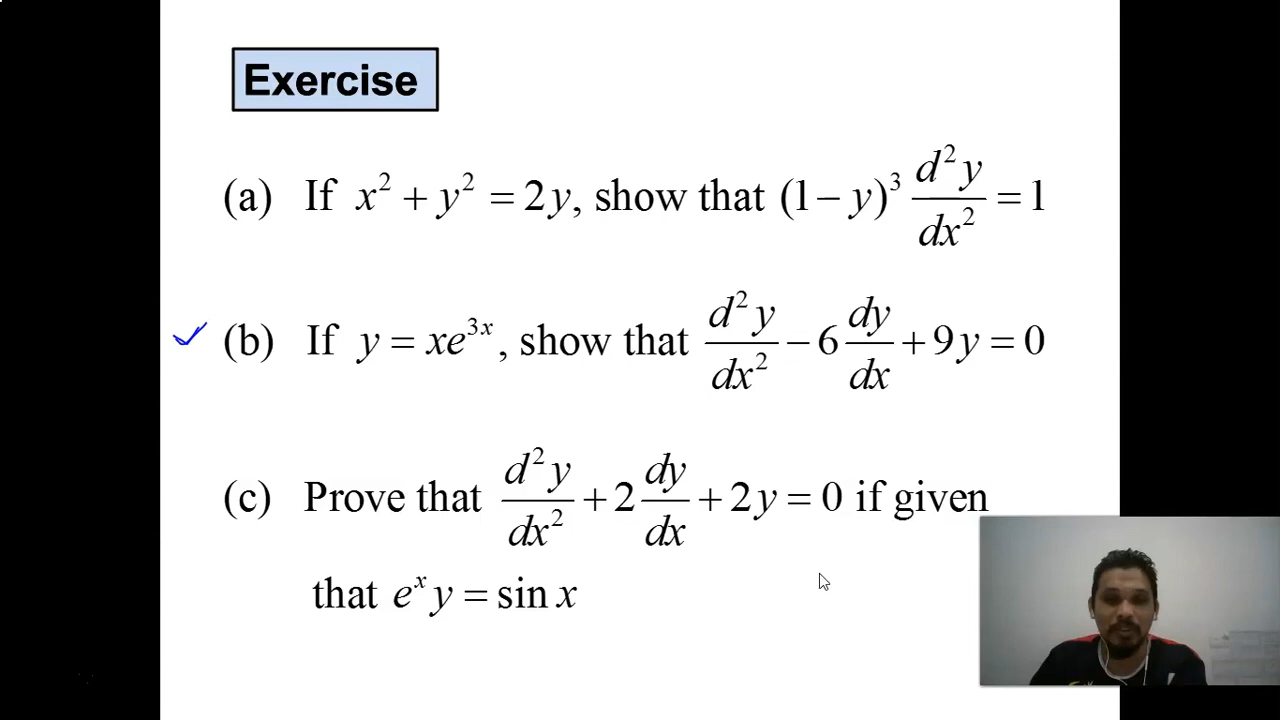 Exercise
(a) If x² + y² = 2y, show that (1 − y)³ d²y/dx² = 1
(b) If y = xe³ˣ, show that d²y/dx² − 6 dy/dx + 9y = 0
(c) Prove that d²y/dx² + 2 dy/dx + 2y = 0 if given
that eˣy = sin x